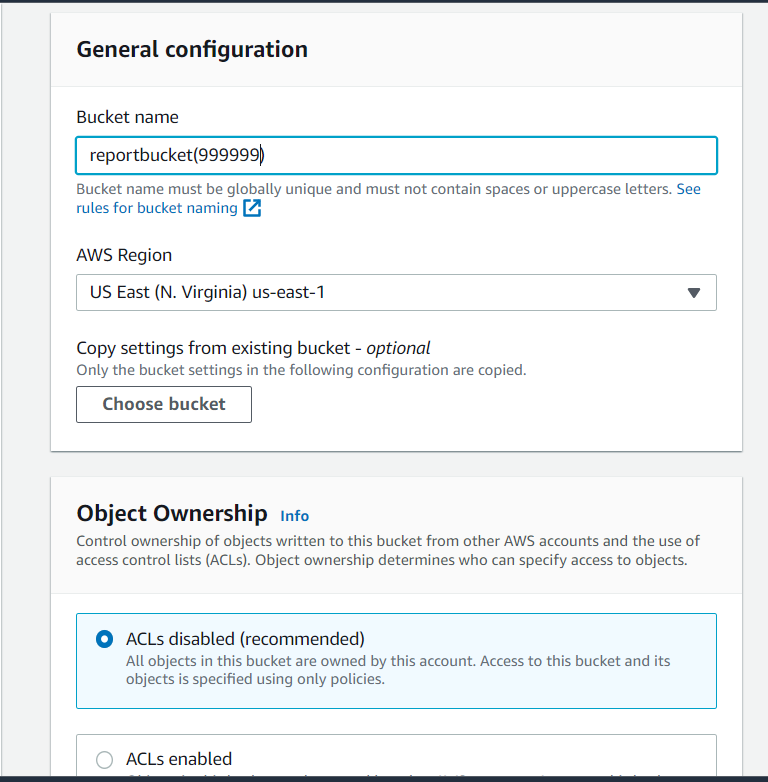 General configuration
Bucket name
reportbucket(999999)
Bucket name must be globally unique and must not contain spaces or uppercase letters. See
rules for bucket naming
AWS Region
US East (N. Virginia) us-east-1
Copy settings from existing bucket - optional
Only the bucket settings in the following configuration are copied.
Choose bucket
Object Ownership Info
Control ownership of objects written to this bucket from other AWS accounts and the use of
access control lists (ACLs). Object ownership determines who can specify access to objects.
ACLs disabled (recommended)
All objects in this bucket are owned by this account. Access to this bucket and its
objects is specified using only policies.
ACLs enabled